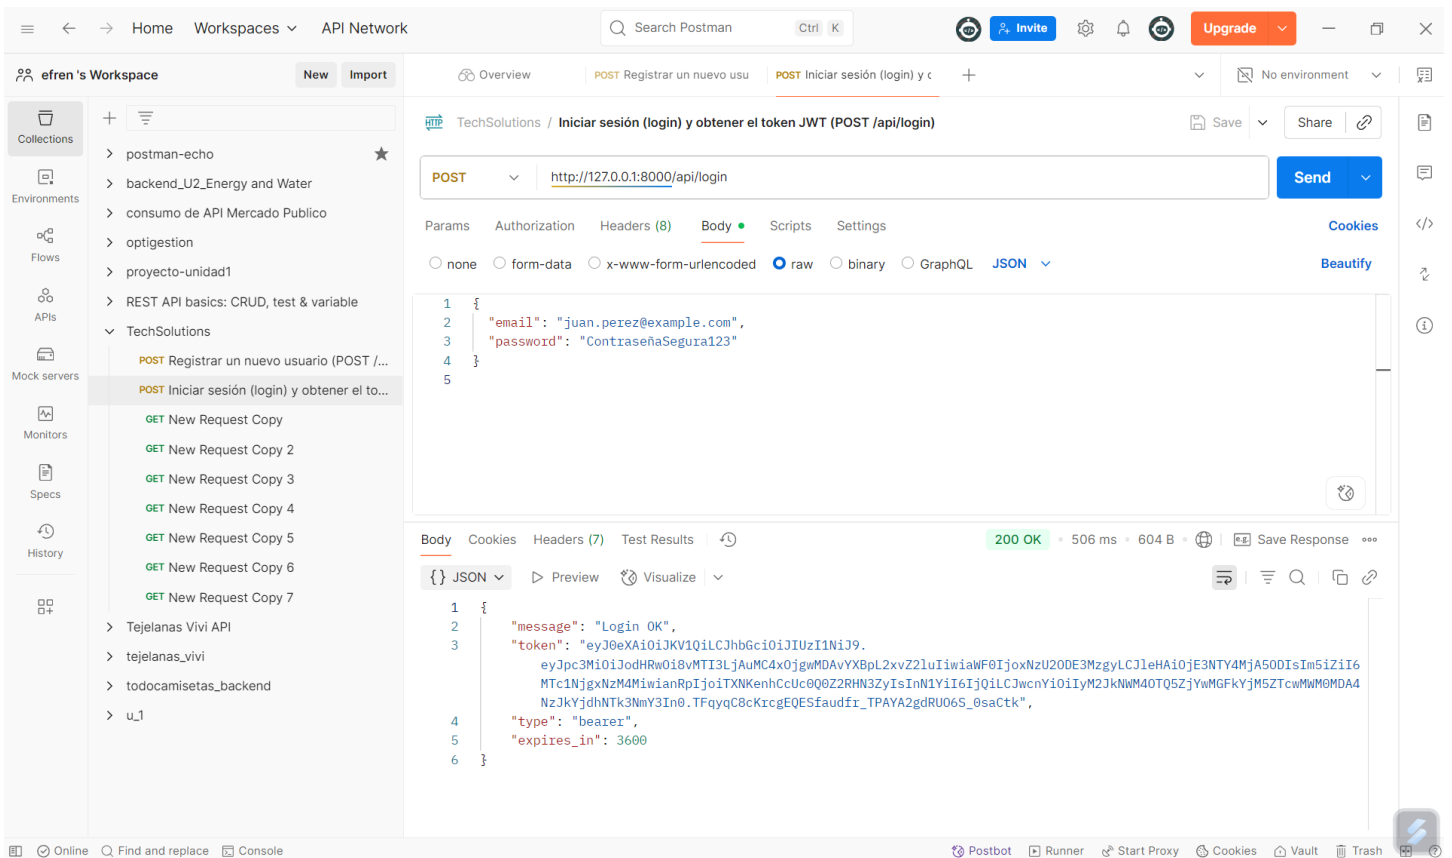 Home Workspaces API Network Search Postman Ctrl K Invite Upgrade
efren 's Workspace New Import Overview POST Registrar un nuevo usu POST Iniciar sesión (login) y c No environment
Collections
Environments
Flows
APIs
Mock servers
Monitors
Specs
History
postman-echo
backend_U2_Energy and Water
consumo de API Mercado Publico
optigestion
proyecto-unidad1
REST API basics: CRUD, test & variable
TechSolutions
POST Registrar un nuevo usuario (POST /...
POST Iniciar sesión (login) y obtener el to...
GET New Request Copy
GET New Request Copy 2
GET New Request Copy 3
GET New Request Copy 4
GET New Request Copy 5
GET New Request Copy 6
GET New Request Copy 7
Tejelanas Vivi API
tejelanas_vivi
todocamisetas_backend
u_1
HTTP TechSolutions / Iniciar sesión (login) y obtener el token JWT (POST /api/login) Save Share
POST http://127.0.0.1:8000/api/login Send
Params Authorization Headers (8) Body Scripts Settings Cookies
none form-data x-www-form-urlencoded raw binary GraphQL JSON Beautify
1 {
2 "email": "juan.perez@example.com",
3 "password": "ContraseñaSegura123"
4 }
5
Body Cookies Headers (7) Test Results 200 OK 506 ms 604 B e.g. Save Response
{} JSON Preview Visualize
1 {
2 "message": "Login OK",
3 "token": "eyJ0eXAiOiJKV1QiLCJhbGciOiJIUzI1NiJ9.
eyJpc3MiOiJodHRwOi8vMTI3LjAuMC4xOjgwMDAvYXBpL2xvZ2luIiwiaWF0IjoxNzU2ODE3MzgyLCJleHAiOjE3NTY4MjA5ODIsIm5iZiI6
MTc1NjgxNzM4MiwianRpIjoiTXNKenhCcUc0Q0Z2RHN3ZyIsInN1YiI6IjQiLCJwcnYiOiIyM2JkNWM4OTQ5ZjYwMGFkYjM5ZTcwMWM0MDA4
NzJkYjdhNTk3NmY3In0.TFqyqC8cKrcgEQESfaudfr_TPAYA2gdRUO6S_0saCtk",
4 "type": "bearer",
5 "expires_in": 3600
6 }
Online Find and replace Console Postbot Runner Start Proxy Cookies Vault Trash